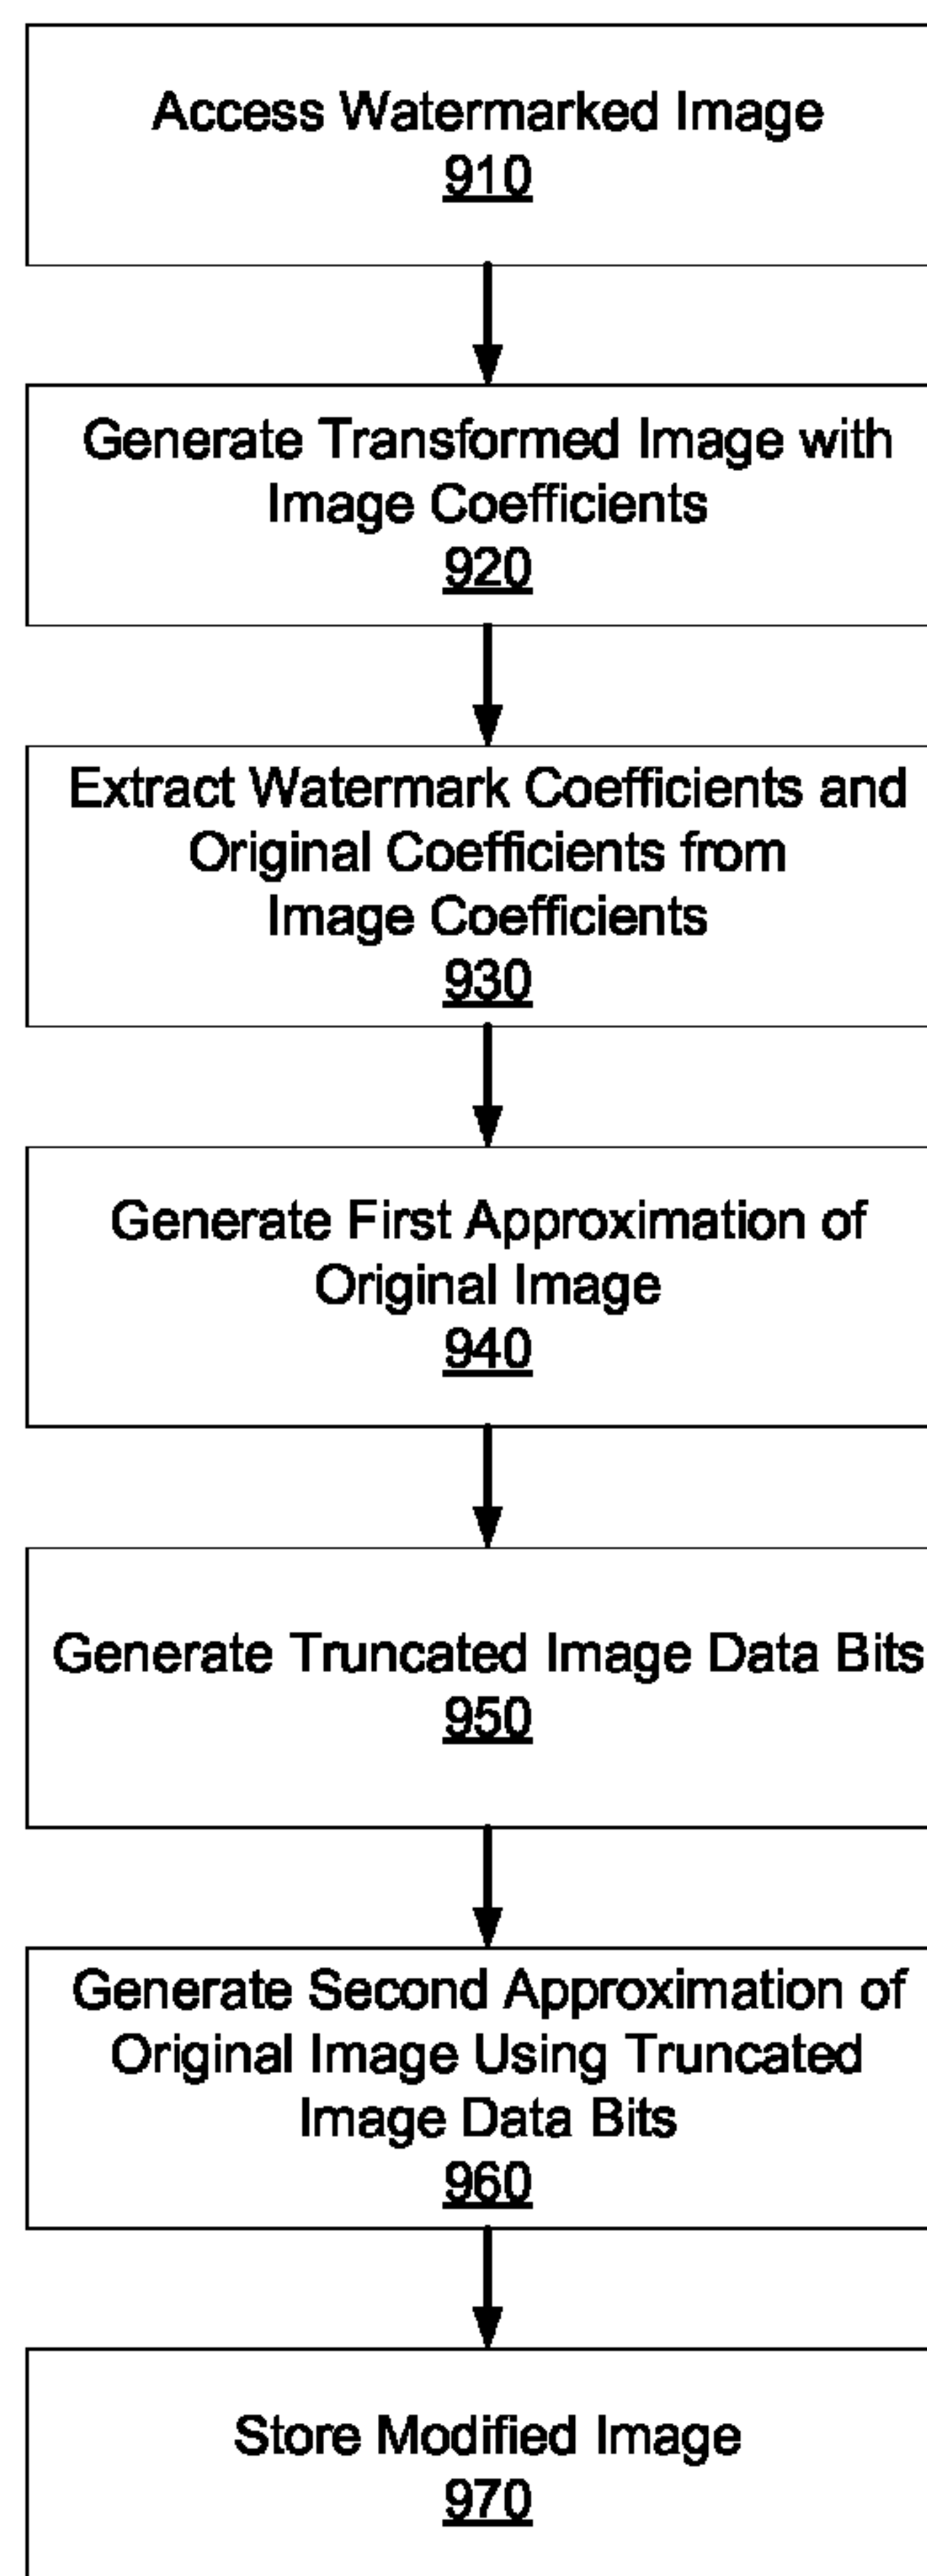 Access Watermarked Image
910
Generate Transformed Image with
Image Coefficients
920
Extract Watermark Coefficients and
Original Coefficients from
Image Coefficients
930
Generate First Approximation of
Original Image
940
Generate Truncated Image Data Bits
950
Generate Second Approximation of
Original Image Using Truncated
Image Data Bits
960
Store Modified Image
970